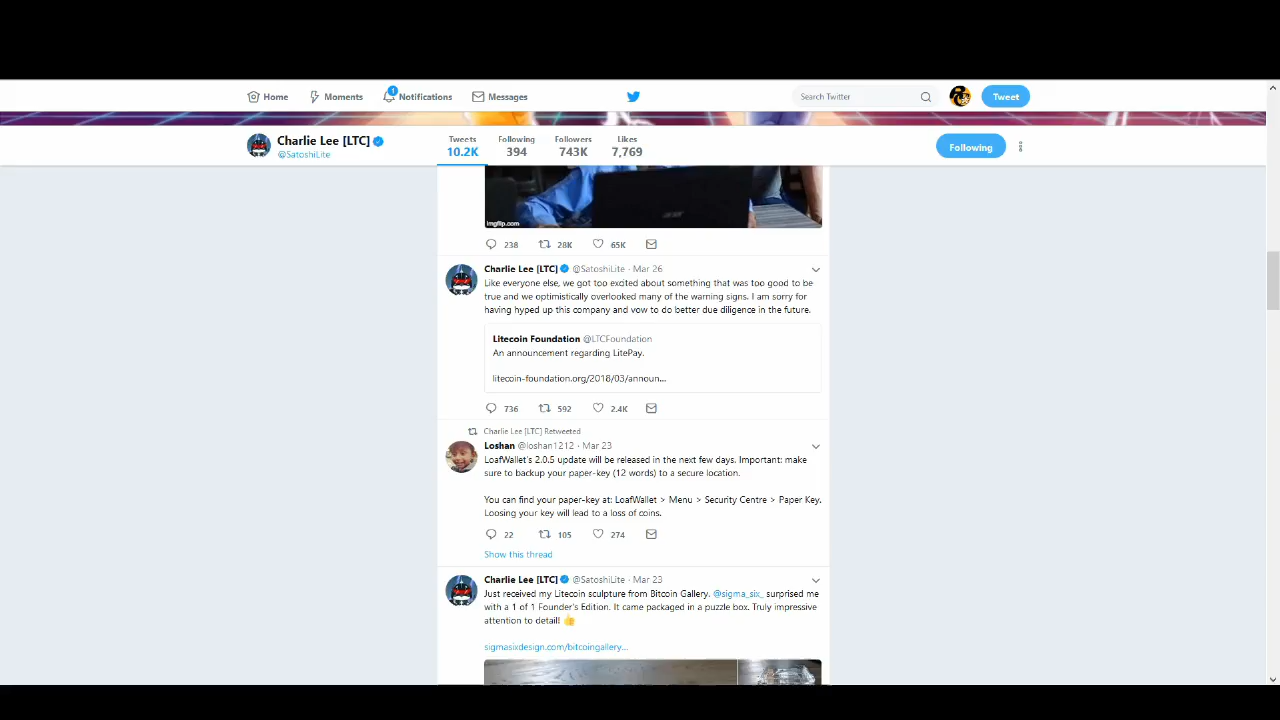 Home
Moments
1
Notifications
Messages
Search Twitter
Tweet
Charlie Lee [LTC]
@SatoshiLite
Tweets
10.2K
Following
394
Followers
743K
Likes
7,769
Following
acer
imgflip.com
238
28K
65K
Charlie Lee [LTC] @SatoshiLite · Mar 26
Like everyone else, we got too excited about something that was too good to be
true and we optimistically overlooked many of the warning signs. I am sorry for
having hyped up this company and vow to do better due diligence in the future.
Litecoin Foundation @LTCFoundation
An announcement regarding LitePay.
litecoin-foundation.org/2018/03/announ...
736
592
2.4K
Charlie Lee [LTC] Retweeted
Loshan @loshan1212 · Mar 23
LoafWallet's 2.0.5 update will be released in the next few days. Important: make
sure to backup your paper-key (12 words) to a secure location.
You can find your paper-key at: LoafWallet > Menu > Security Centre > Paper Key.
Loosing your key will lead to a loss of coins.
22
105
274
Show this thread
Charlie Lee [LTC] @SatoshiLite · Mar 23
Just received my Litecoin sculpture from Bitcoin Gallery. @sigma_six_ surprised me
with a 1 of 1 Founder's Edition. It came packaged in a puzzle box. Truly impressive
attention to detail! 👍
sigmasixdesign.com/bitcoingallery...